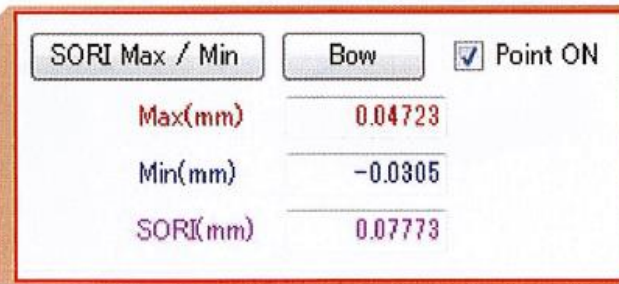 SORI Max / Min Bow Point ON
Max(mm) 0.04723
Min(mm) -0.0305
SORI(mm) 0.07773